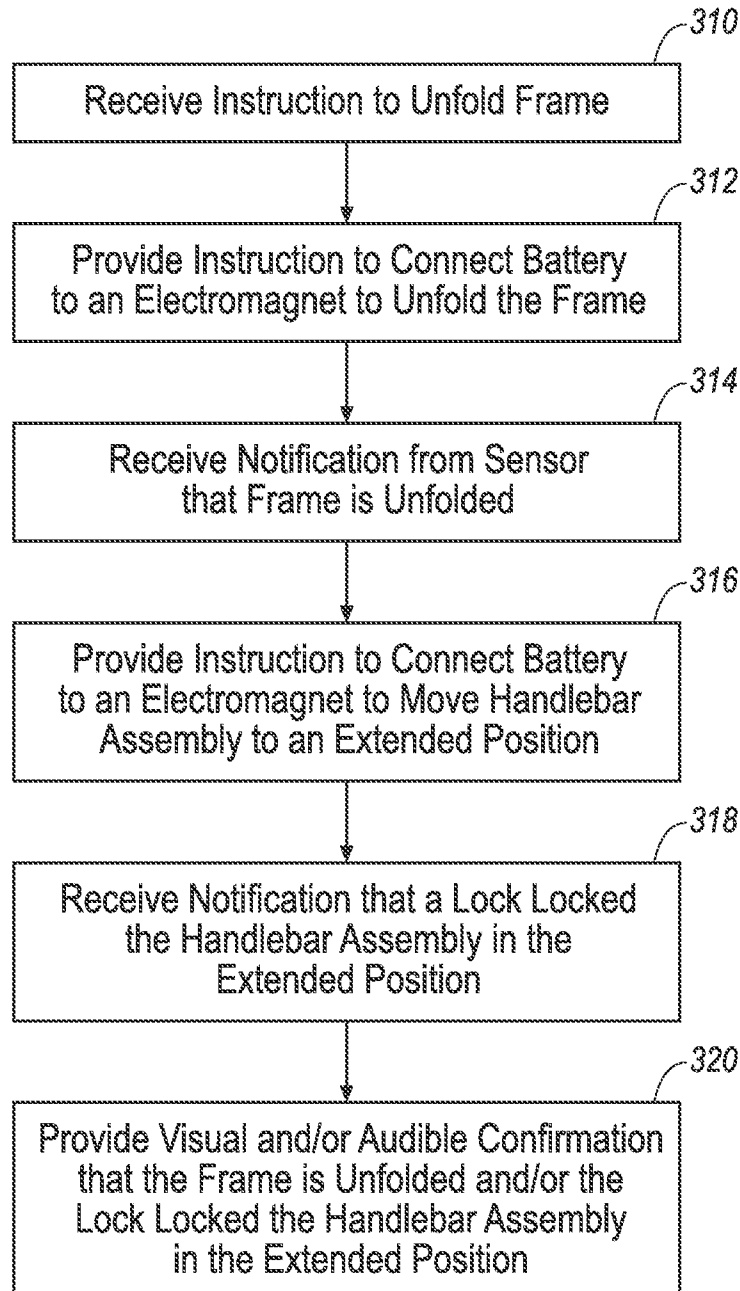 310
Receive Instruction to Unfold Frame
312
Provide Instruction to Connect Battery
to an Electromagnet to Unfold the Frame
314
Receive Notification from Sensor
that Frame is Unfolded
316
Provide Instruction to Connect Battery
to an Electromagnet to Move Handlebar
Assembly to an Extended Position
318
Receive Notification that a Lock Locked
the Handlebar Assembly in the
Extended Position
320
Provide Visual and/or Audible Confirmation
that the Frame is Unfolded and/or the
Lock Locked the Handlebar Assembly
in the Extended Position